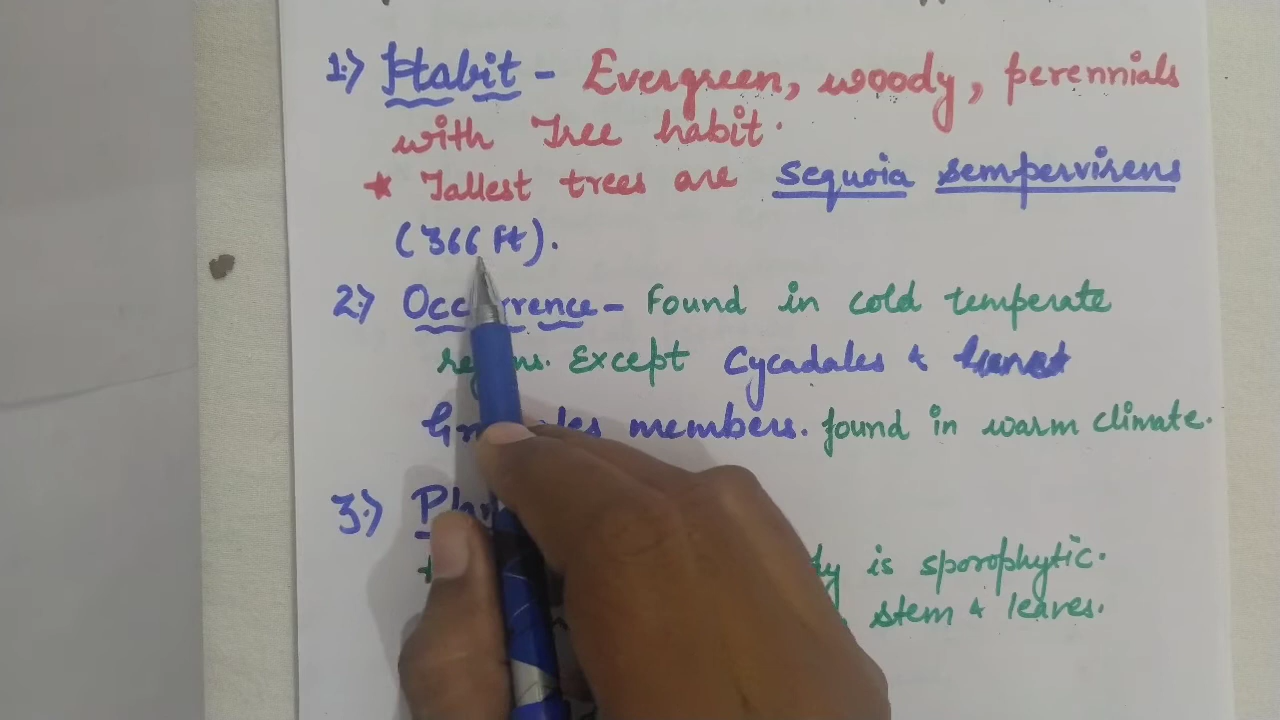 1.) Habit - Evergreen, woody, perennials
with Tree habit.
* Tallest trees are Sequoia sempervirens
(366 ft).
2.) Occurrence - Found in cold temperate
Except Cycadales &
members. found in warm climate.
3.)
is sporophytic.
stem & leaves.